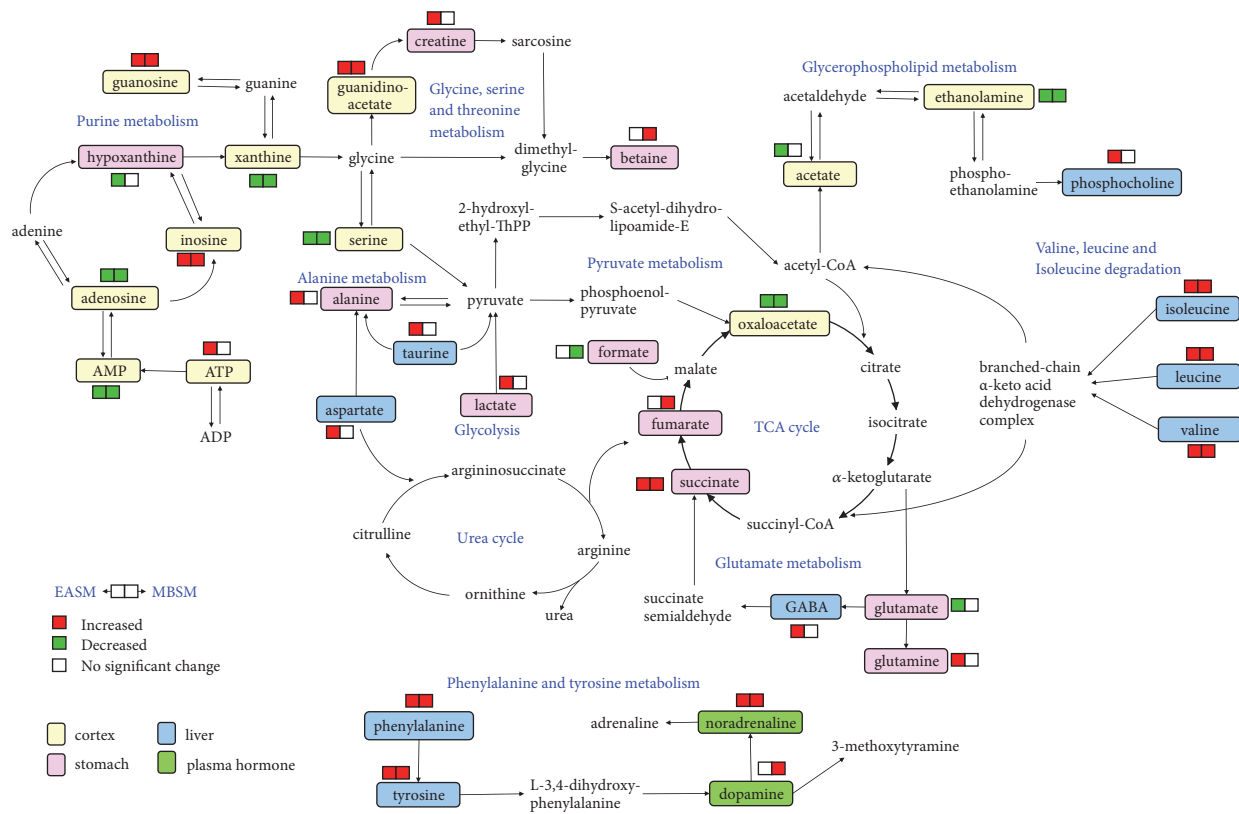 creatine
sarcosine
guanosine
guanine
guanidino-
acetate
Glycine, serine
and threonine
metabolism
Glycerophospholipid metabolism
acetaldehyde
ethanolamine
Purine metabolism
hypoxanthine
xanthine
glycine
dimethyl-
glycine
betaine
acetate
phospho-
ethanolamine
phosphocholine
adenine
inosine
serine
2-hydroxyl-
ethyl-ThPP
S-acetyl-dihydro-
lipoamide-E
acetyl-CoA
Valine, leucine and
Isoleucine degradation
Alanine metabolism
Pyruvate metabolism
adenosine
alanine
pyruvate
phosphoenol-
pyruvate
oxaloacetate
isoleucine
taurine
formate
malate
citrate
AMP
ATP
branched-chain
α-keto acid
dehydrogenase
complex
leucine
aspartate
lactate
Glycolysis
fumarate
TCA cycle
isocitrate
valine
ADP
argininosuccinate
succinate
α-ketoglutarate
citrulline
Urea cycle
arginine
succinyl-CoA
Glutamate metabolism
ornithine
urea
succinate
semialdehyde
GABA
glutamate
glutamine
EASM
MBSM
Increased
Decreased
No significant change
cortex
liver
stomach
plasma hormone
Phenylalanine and tyrosine metabolism
phenylalanine
adrenaline
noradrenaline
3-methoxytyramine
tyrosine
L-3,4-dihydroxy-
phenylalanine
dopamine